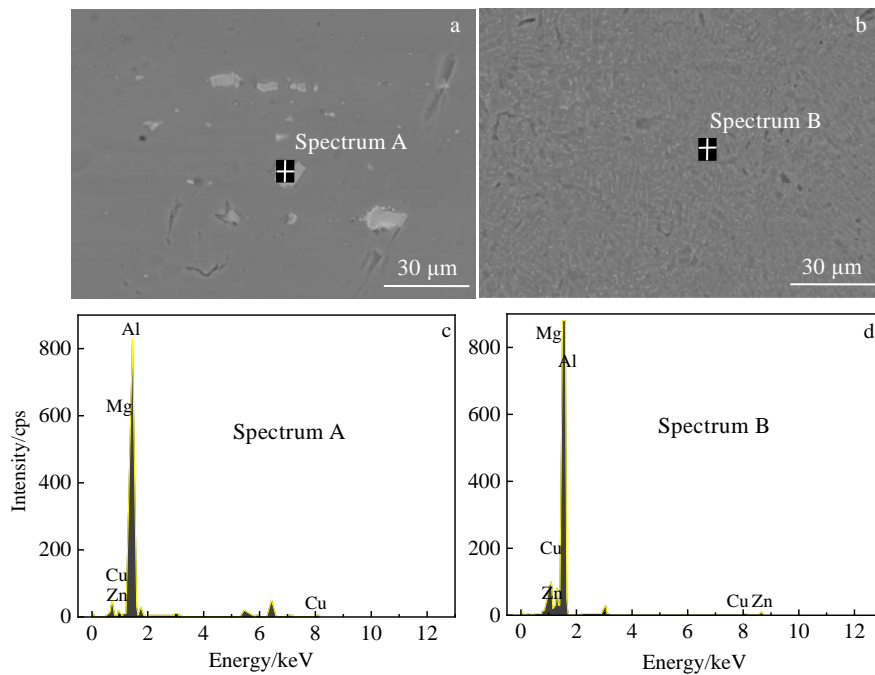 a
Spectrum A
30 µm
b
Spectrum B
30 µm
c
Al
Mg
Spectrum A
Cu
Zn
Cu
800
600
400
200
0
0 2 4 6 8 10 12
Intensity/cps
Energy/keV
d
Mg
Al
Spectrum B
Cu
Zn
Cu Zn
800
600
400
200
0
0 2 4 6 8 10 12
Energy/keV